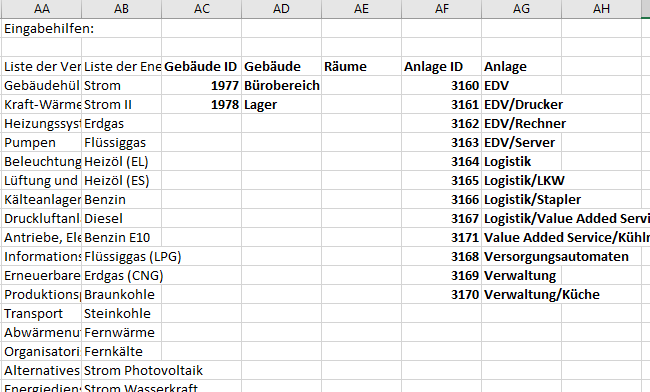 AA AB AC AD AE AF AG AH
Eingabehilfen:
Liste der Ver Liste der Ene Gebäude ID Gebäude Räume Anlage ID Anlage
Gebäudehül Strom 1977 Bürobereich 3160 EDV
Kraft-Wärme Strom II 1978 Lager 3161 EDV/Drucker
Heizungssyst Erdgas 3162 EDV/Rechner
Pumpen Flüssiggas 3163 EDV/Server
Beleuchtung Heizöl (EL) 3164 Logistik
Lüftung und Heizöl (ES) 3165 Logistik/LKW
Kälteanlagen Benzin 3166 Logistik/Stapler
Druckluftanl Diesel 3167 Logistik/Value Added Servi
Antriebe, Ele Benzin E10 3171 Value Added Service/Kühlr
Informations Flüssiggas (LPG) 3168 Versorgungsautomaten
Erneuerbare Erdgas (CNG) 3169 Verwaltung
Produktionsp Braunkohle 3170 Verwaltung/Küche
Transport Steinkohle
Abwärmenut Fernwärme
Organisatori Fernkälte
Alternatives Strom Photovoltaik
Energiediens Strom Wasserkraft